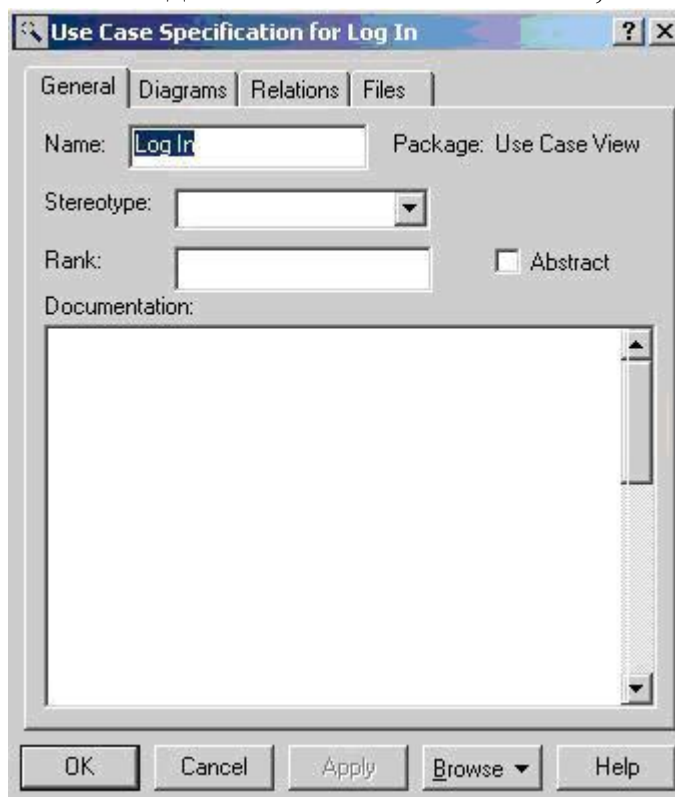 Use Case Specification for Log In
General Diagrams Relations Files
Name: Log In Package: Use Case View
Stereotype:
Rank: Abstract
Documentation:
OK Cancel Apply Browse Help